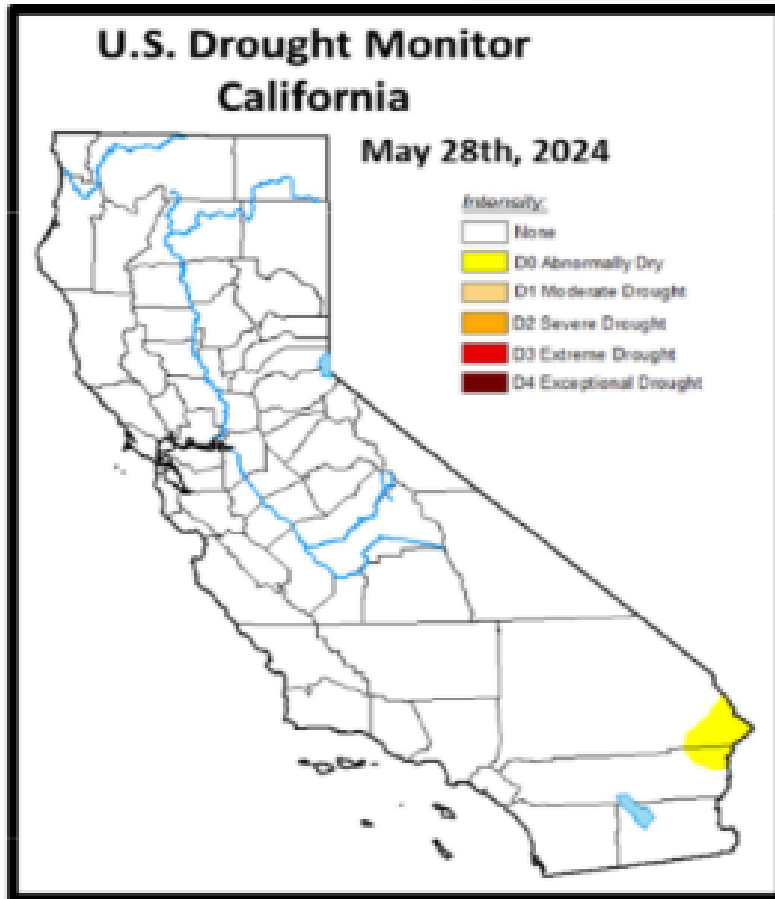 U.S. Drought Monitor
California
May 28th, 2024
Intensity:
None
D0 Abnormally Dry
D1 Moderate Drought
D2 Severe Drought
D3 Extreme Drought
D4 Exceptional Drought